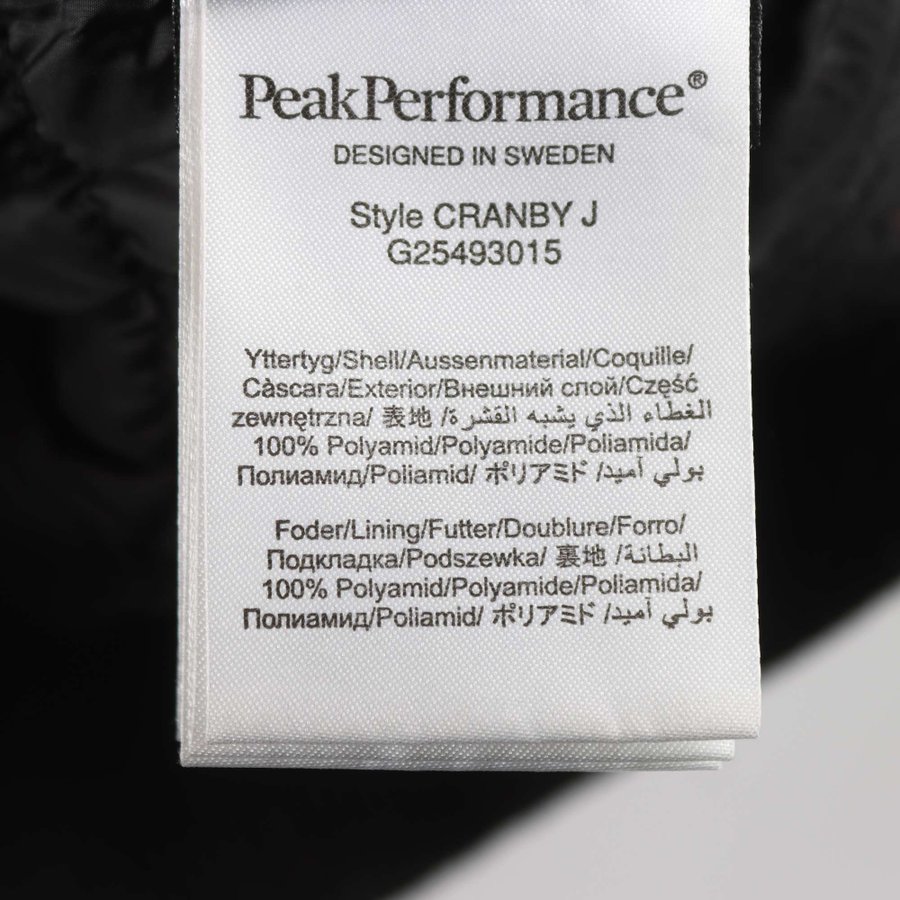 PeakPerformance®
DESIGNED IN SWEDEN
Style CRANBY J
G25493015
Yttertyg/Shell/Aussenmaterial/Coquille/
Càscara/Exterior/Внешний слой/Część
zewnętrzna/ 表地 /الغطاء الذي يشبه القشرة
100% Polyamid/Polyamide/Poliamida/
Полиамид/Poliamid/ ポリアミド /بولي آميد
Foder/Lining/Futter/Doublure/Forro/
Подкладка/Podszewka/ 裏地 /البطانة
100% Polyamid/Polyamide/Poliamida/
Полиамид/Poliamid/ ポリアミド /بولي آميد